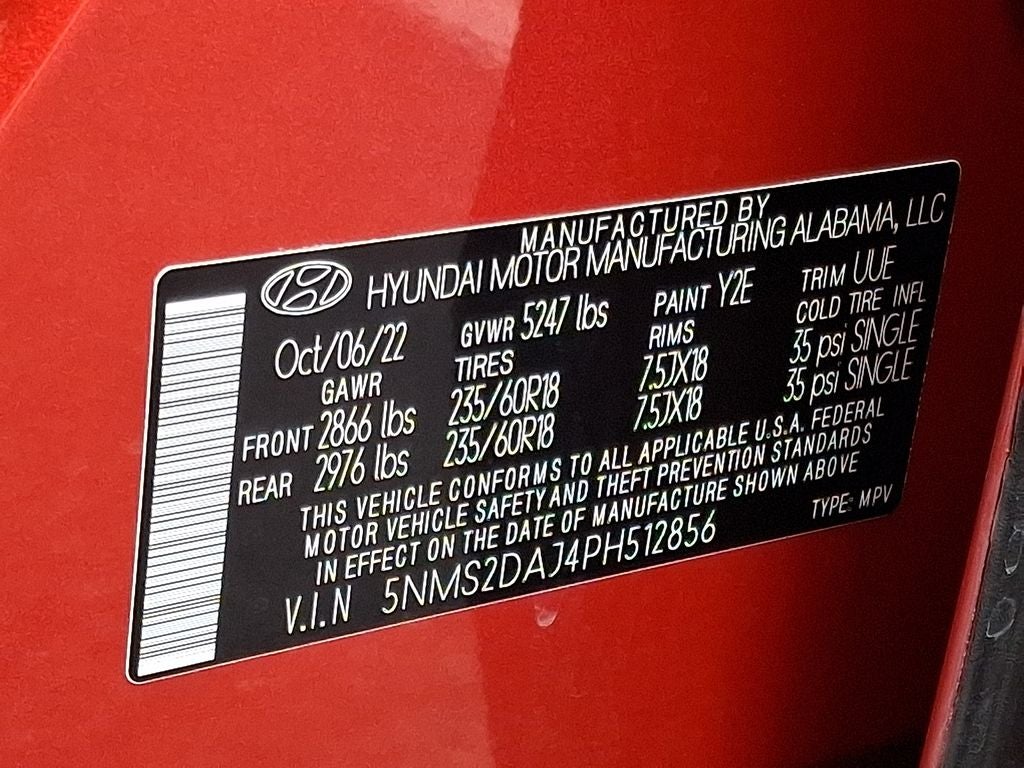 MANUFACTURED BY
HYUNDAI MOTOR MANUFACTURING ALABAMA, LLC
Oct/06/22 GVWR 5247 lbs PAINT Y2E TRIM UUE
GAWR TIRES RIMS COLD TIRE INFL
FRONT 2866 lbs 235/60R18 7.5JX18 35 psi SINGLE
REAR 2976 lbs 235/60R18 7.5JX18 35 psi SINGLE
THIS VEHICLE CONFORMS TO ALL APPLICABLE U.S.A. FEDERAL
MOTOR VEHICLE SAFETY AND THEFT PREVENTION STANDARDS
IN EFFECT ON THE DATE OF MANUFACTURE SHOWN ABOVE
V.I.N 5NMS2DAJ4PH512856 TYPE: MPV